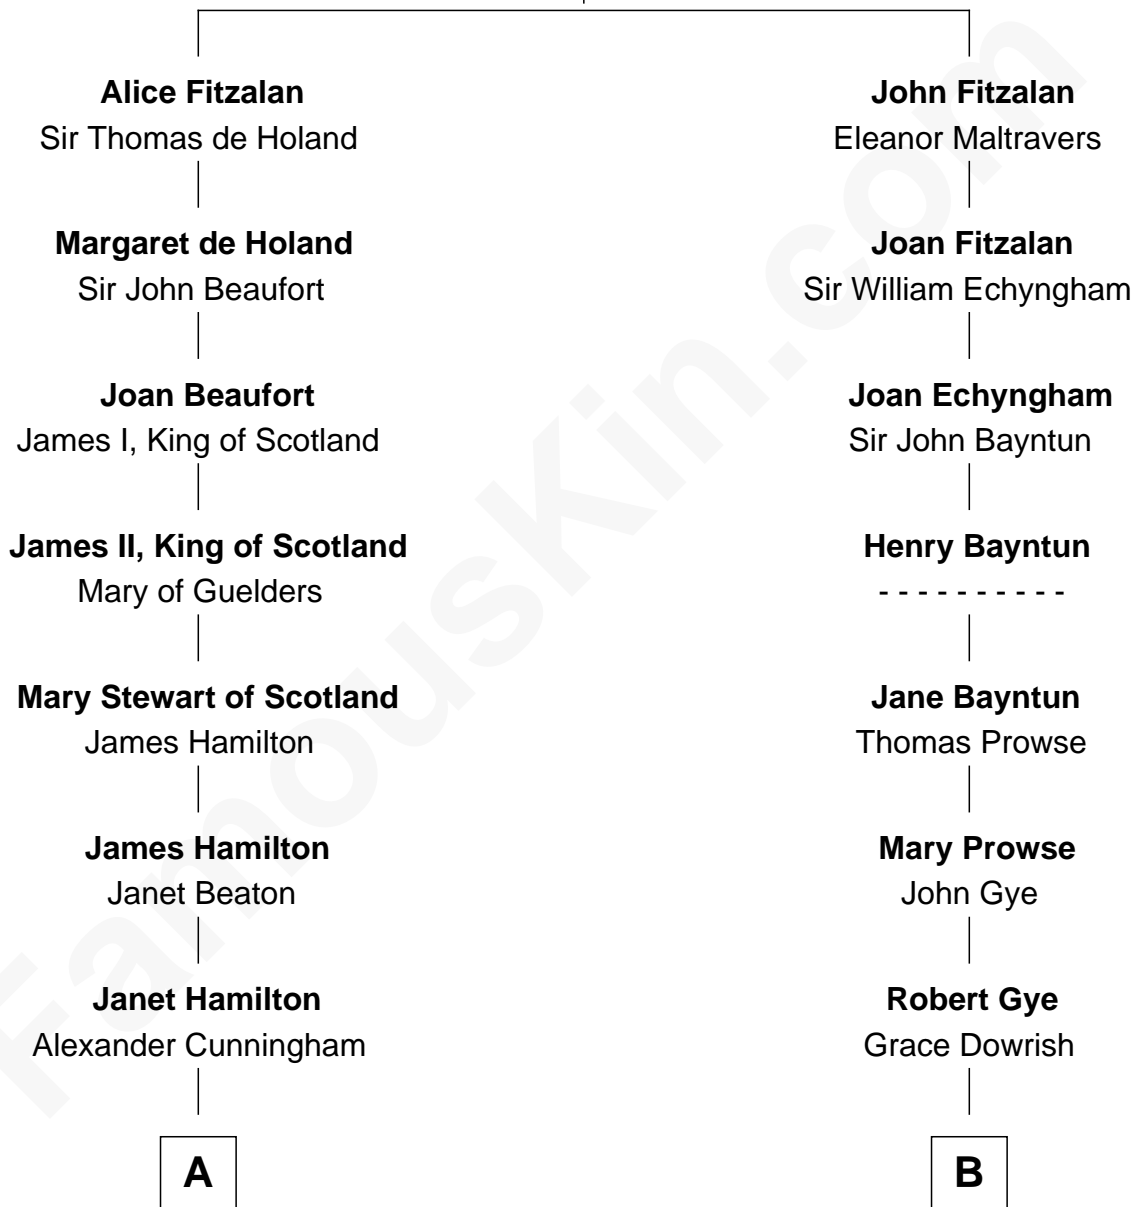 Alice Fitzalan
Sir Thomas de Holand
Margaret de Holand
Sir John Beaufort
Joan Beaufort
James I, King of Scotland
James II, King of Scotland
Mary of Guelders
Mary Stewart of Scotland
James Hamilton
James Hamilton
Janet Beaton
Janet Hamilton
Alexander Cunningham
A
John Fitzalan
Eleanor Maltravers
Joan Fitzalan
Sir William Echyngham
Joan Echyngham
Sir John Bayntun
Henry Bayntun
- - - - - - - - - -
Jane Bayntun
Thomas Prowse
Mary Prowse
John Gye
Robert Gye
Grace Dowrish
B
FamousKin.com